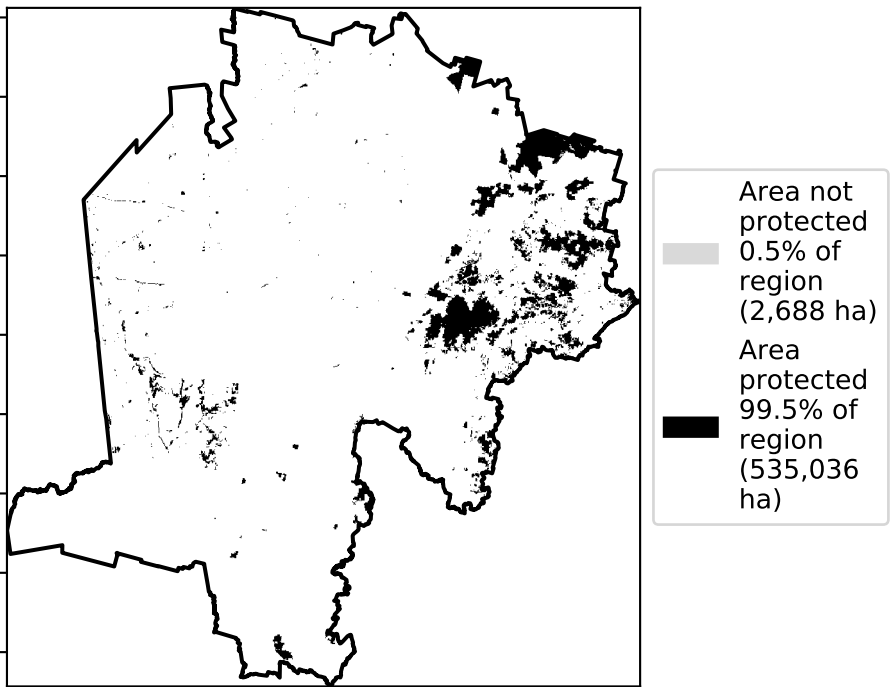 Area not
protected
0.5% of
region
(2,688 ha)
Area
protected
99.5% of
region
(535,036
ha)